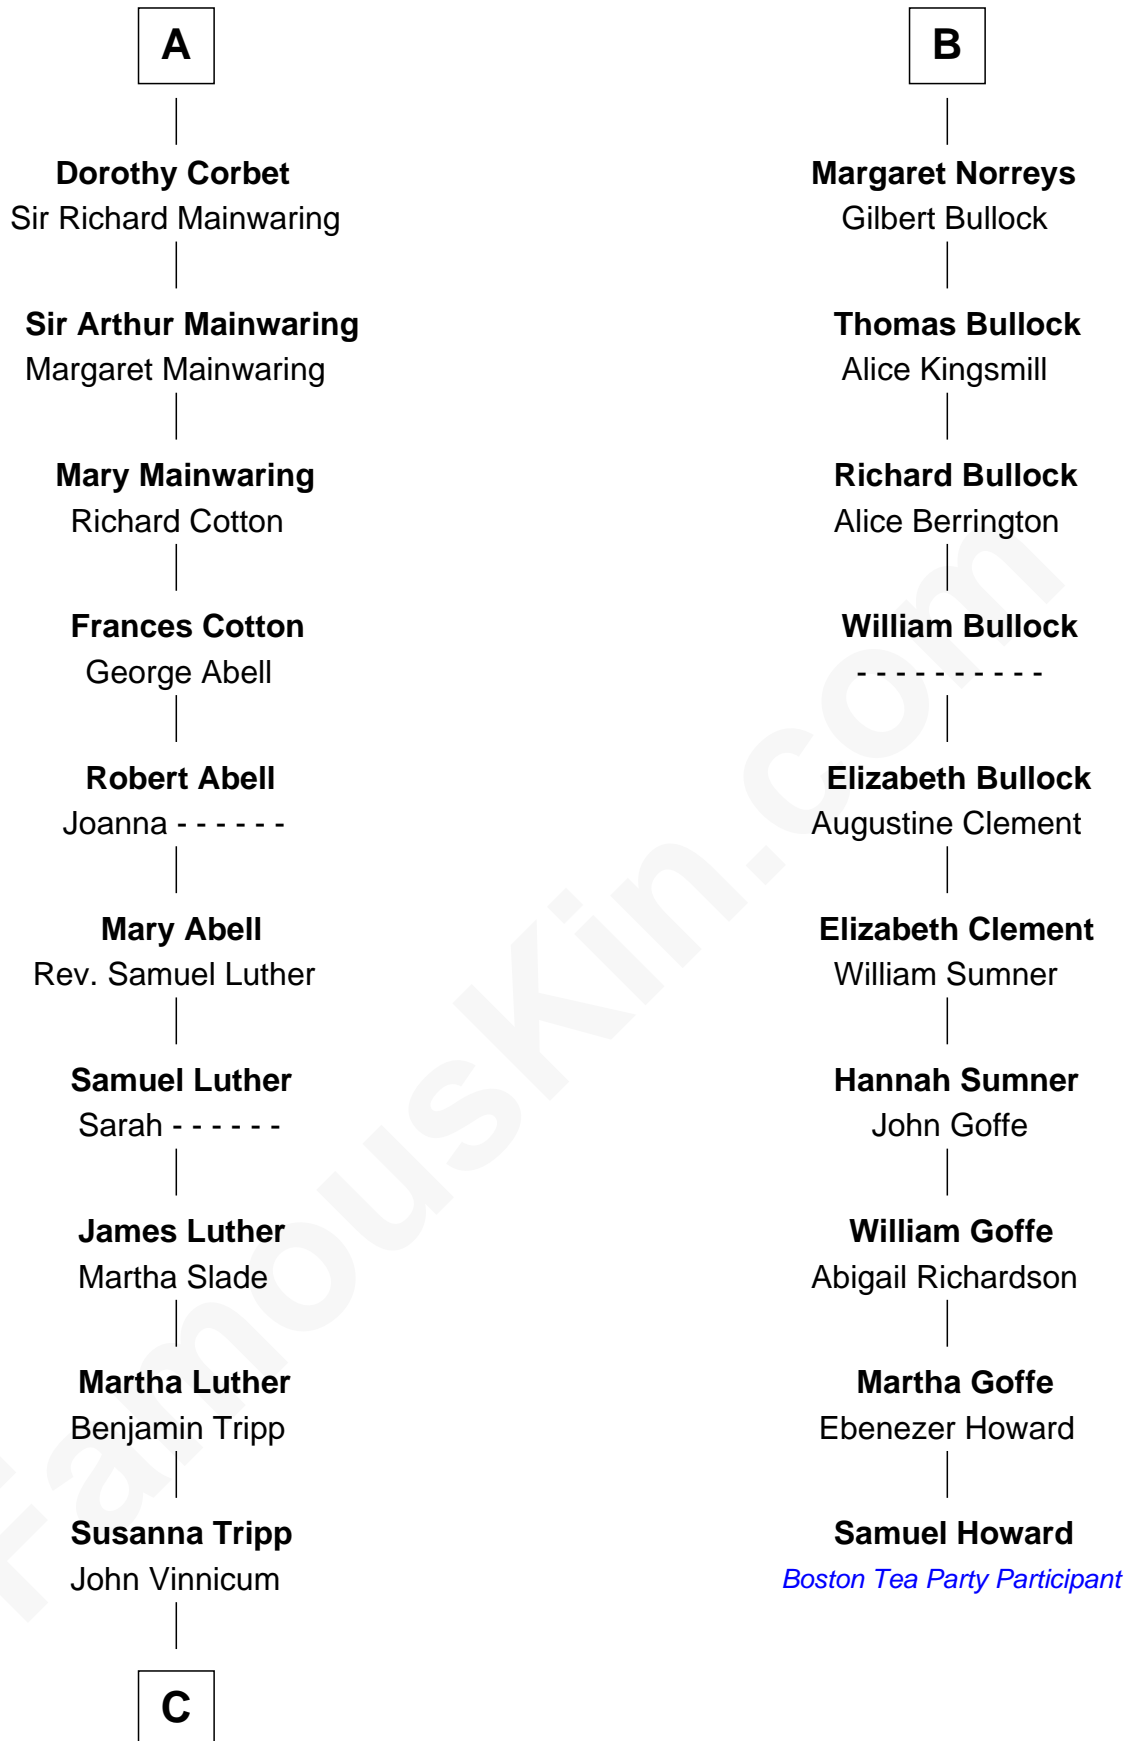 A
Dorothy Corbet
Sir Richard Mainwaring
Sir Arthur Mainwaring
Margaret Mainwaring
Mary Mainwaring
Richard Cotton
Frances Cotton
George Abell
Robert Abell
Joanna - - - - - -
Mary Abell
Rev. Samuel Luther
Samuel Luther
Sarah - - - - - -
James Luther
Martha Slade
Martha Luther
Benjamin Tripp
Susanna Tripp
John Vinnicum
C
B
Margaret Norreys
Gilbert Bullock
Thomas Bullock
Alice Kingsmill
Richard Bullock
Alice Berrington
William Bullock
- - - - - - - - - -
Elizabeth Bullock
Augustine Clement
Elizabeth Clement
William Sumner
Hannah Sumner
John Goffe
William Goffe
Abigail Richardson
Martha Goffe
Ebenezer Howard
Samuel Howard
Boston Tea Party Participant
FamousKin.com